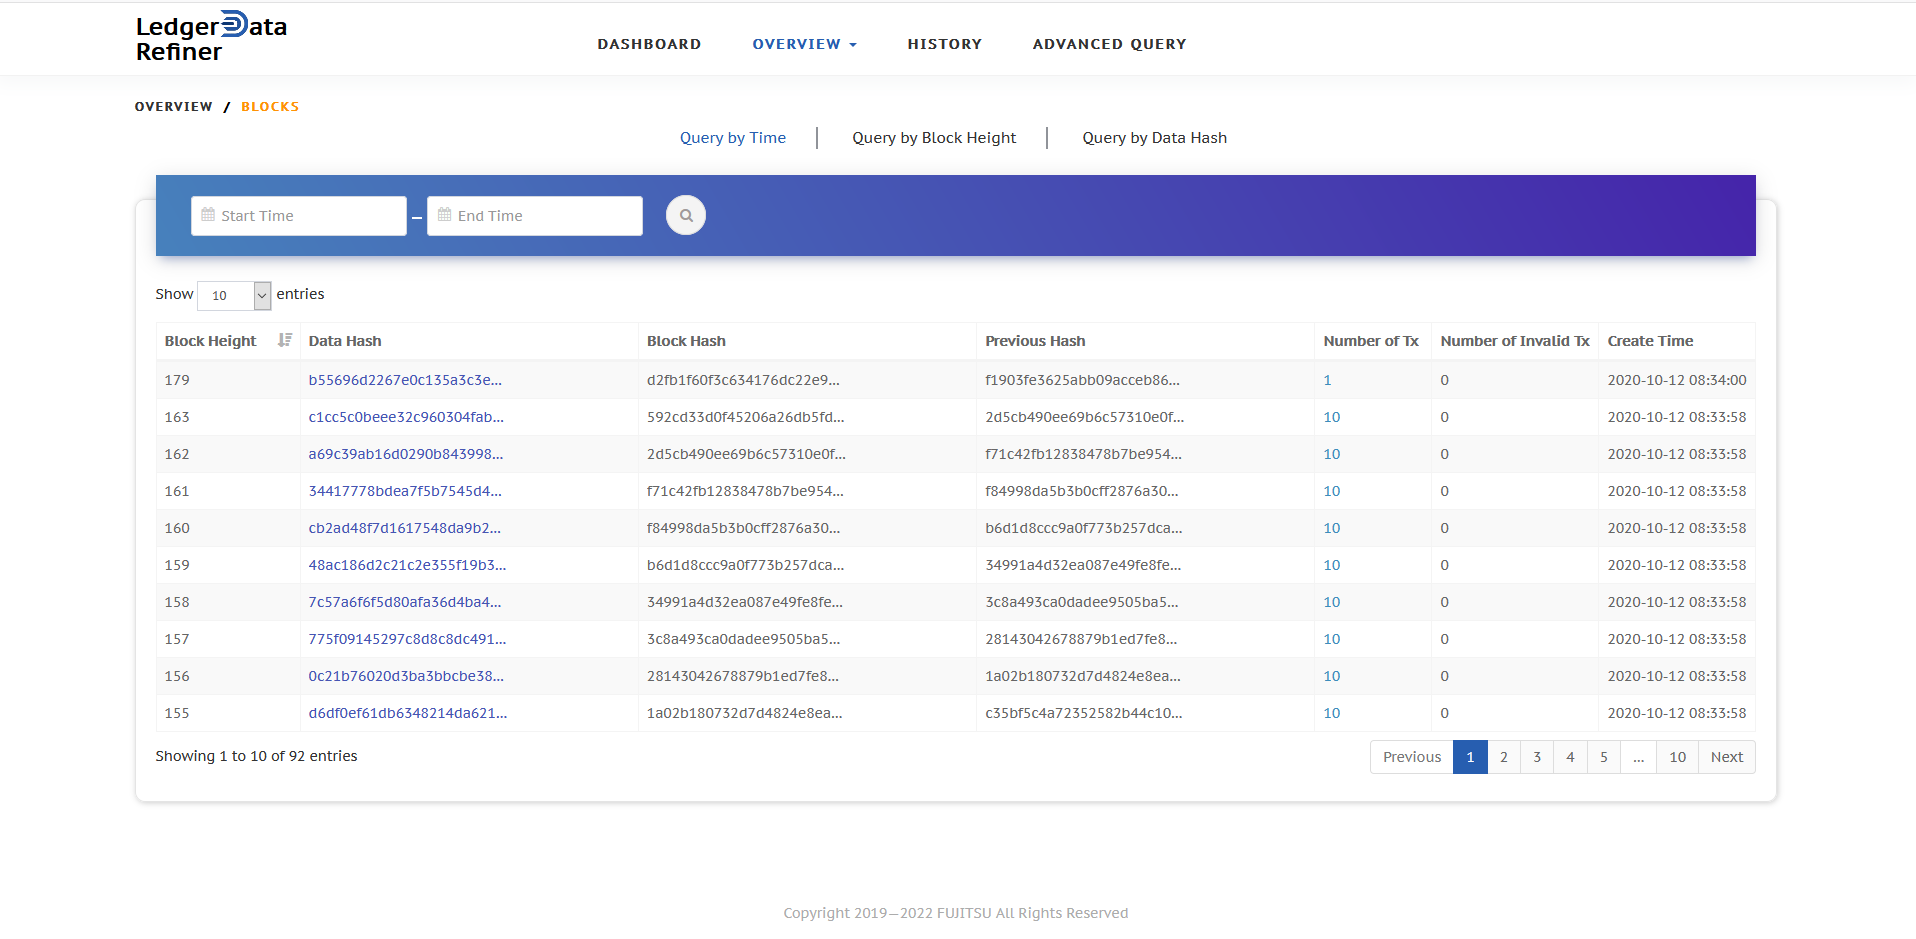 Ledger Data
Refiner
DASHBOARD OVERVIEW HISTORY ADVANCED QUERY
OVERVIEW / BLOCKS
Query by Time | Query by Block Height | Query by Data Hash
Start Time – End Time
Show 10 entries
Block Height Data Hash Block Hash Previous Hash Number of Tx Number of Invalid Tx Create Time
179 b55696d2267e0c135a3c3e... d2fb1f60f3c634176dc22e9... f1903fe3625abb09acceb86... 1 0 2020-10-12 08:34:00
163 c1cc5c0beee32c960304fab... 592cd33d0f45206a26db5fd... 2d5cb490ee69b6c57310e0f... 10 0 2020-10-12 08:33:58
162 a69c39ab16d0290b843998... 2d5cb490ee69b6c57310e0f... f71c42fb12838478b7be954... 10 0 2020-10-12 08:33:58
161 34417778bdea7f5b7545d4... f71c42fb12838478b7be954... f84998da5b3b0cff2876a30... 10 0 2020-10-12 08:33:58
160 cb2ad48f7d1617548da9b2... f84998da5b3b0cff2876a30... b6d1d8ccc9a0f773b257dca... 10 0 2020-10-12 08:33:58
159 48ac186d2c21c2e355f19b3... b6d1d8ccc9a0f773b257dca... 34991a4d32ea087e49fe8fe... 10 0 2020-10-12 08:33:58
158 7c57a6f6f5d80afa36d4ba4... 34991a4d32ea087e49fe8fe... 3c8a493ca0dadee9505ba5... 10 0 2020-10-12 08:33:58
157 775f09145297c8d8c8dc491... 3c8a493ca0dadee9505ba5... 28143042678879b1ed7fe8... 10 0 2020-10-12 08:33:58
156 0c21b76020d3ba3bbcbe38... 28143042678879b1ed7fe8... 1a02b180732d7d4824e8ea... 10 0 2020-10-12 08:33:58
155 d6df0ef61db6348214da621... 1a02b180732d7d4824e8ea... c35bf5c4a72352582b44c10... 10 0 2020-10-12 08:33:58
Showing 1 to 10 of 92 entries Previous 1 2 3 4 5 ... 10 Next
Copyright 2019—2022 FUJITSU All Rights Reserved